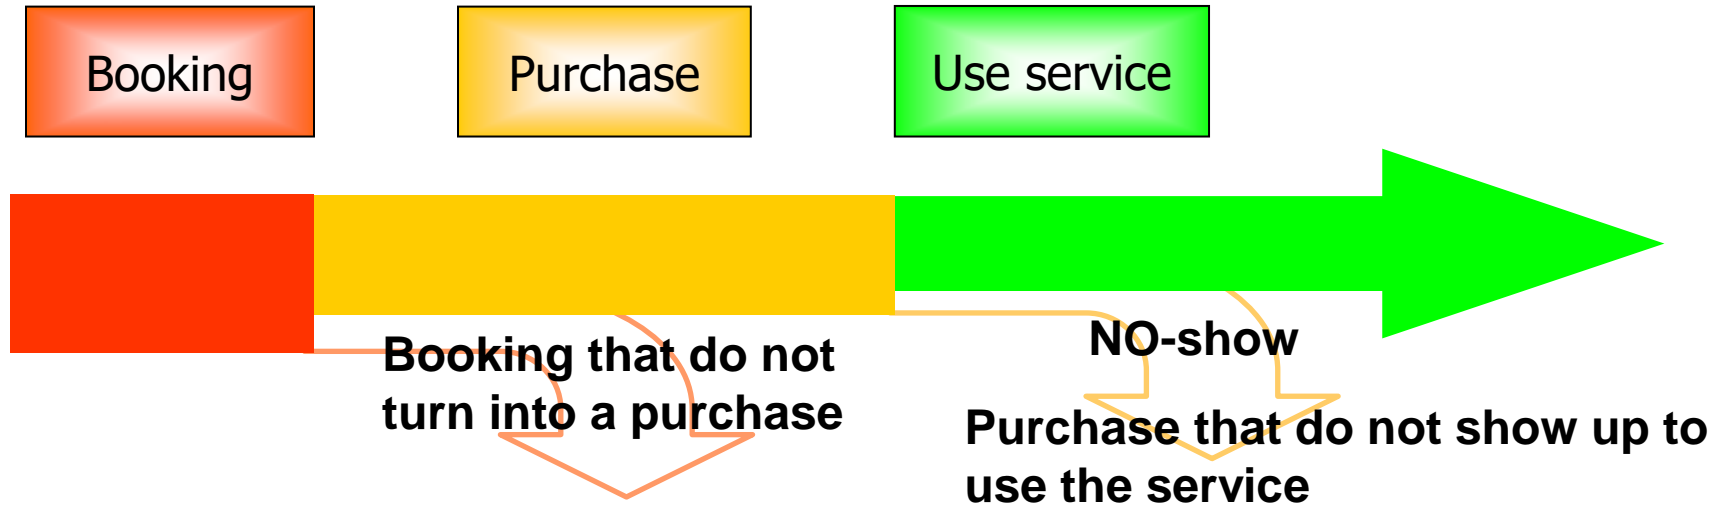 Booking
Purchase
Use service
Booking that do not
turn into a purchase
NO-show
Purchase that do not show up to
use the service